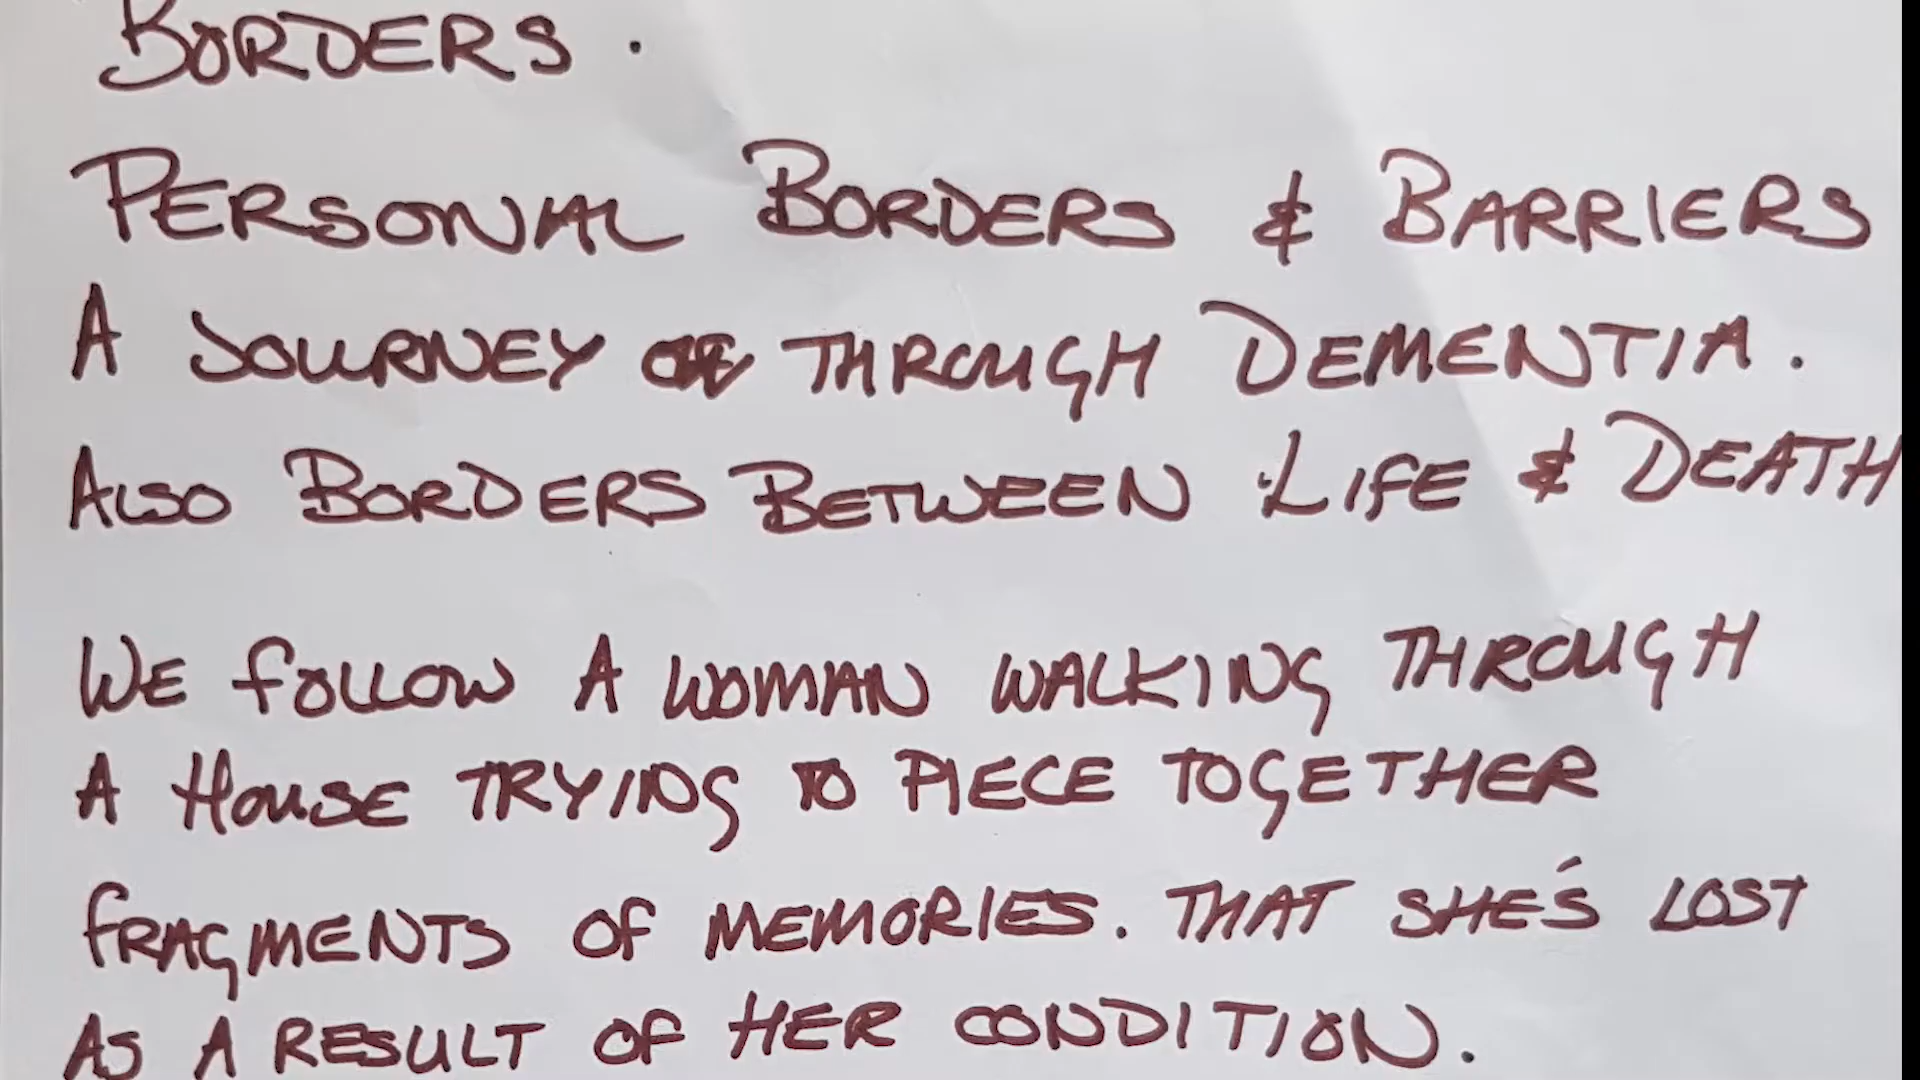 BORDERS.
PERSONAL BORDERS & BARRIERS
A JOURNEY THROUGH DEMENTIA.
ALSO BORDERS BETWEEN LIFE & DEATH
WE FOLLOW A WOMAN WALKING THROUGH
A HOUSE TRYING TO PIECE TOGETHER
FRAGMENTS OF MEMORIES. THAT SHE'S LOST
AS A RESULT OF HER CONDITION.